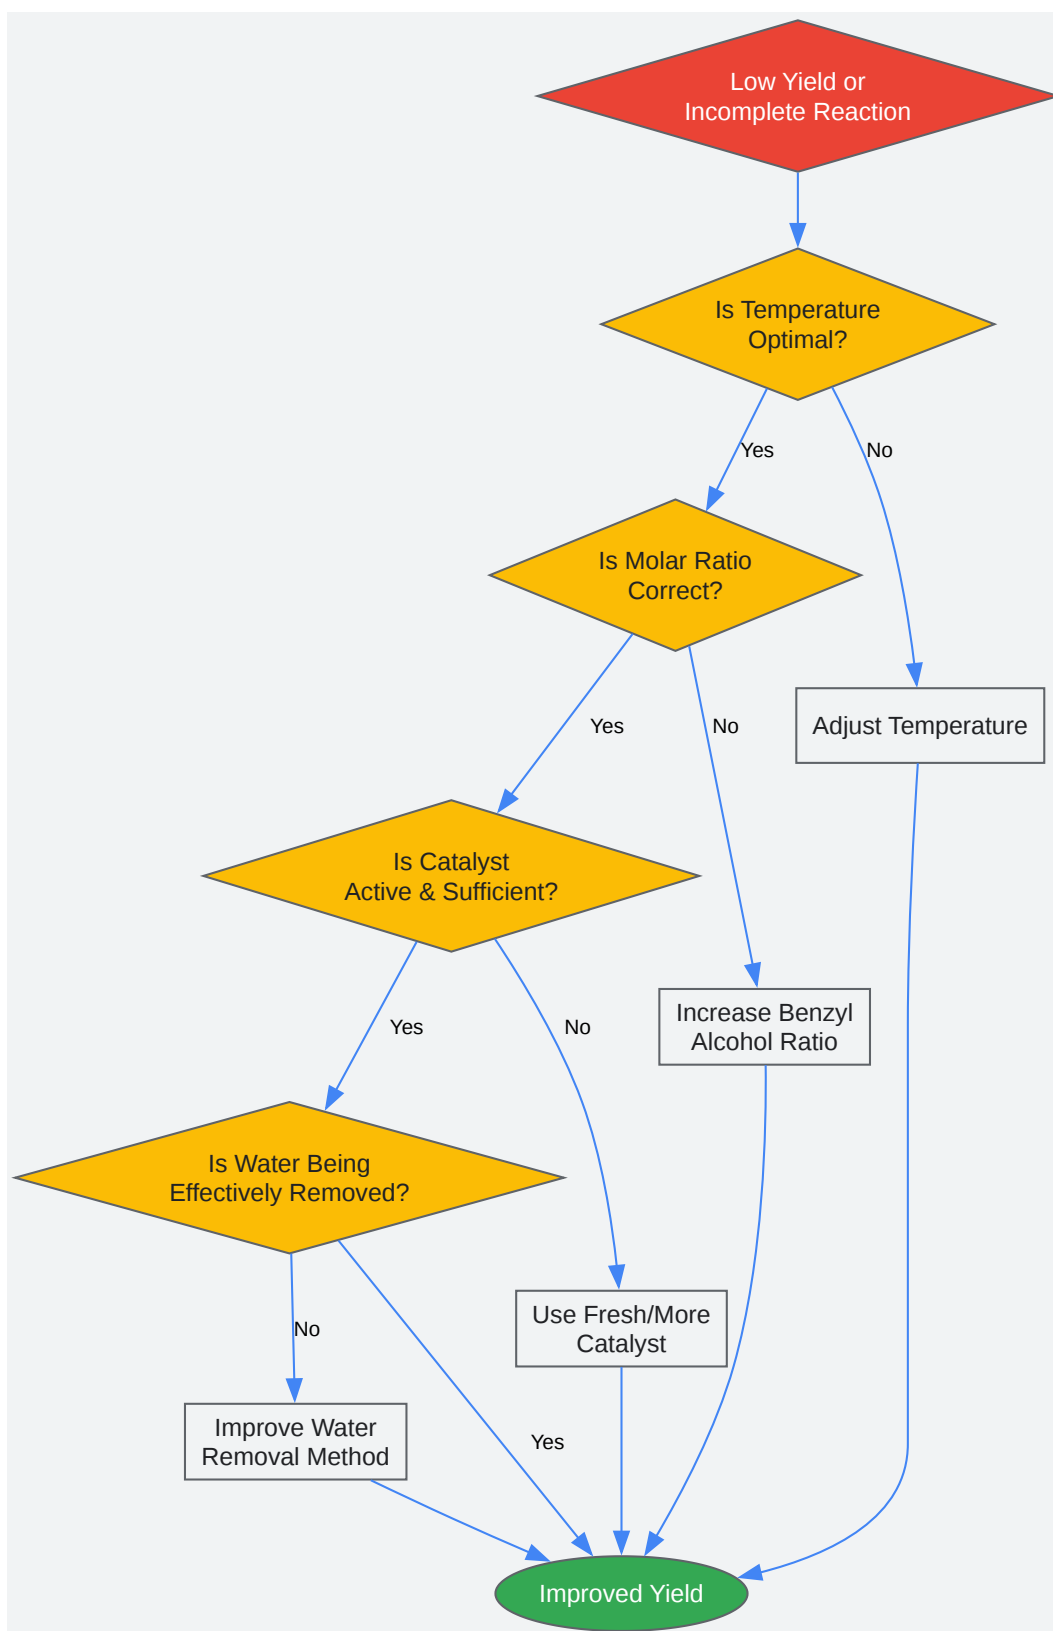 Low Yield or
Incomplete Reaction
Is Temperature
Optimal?
Yes
No
Is Molar Ratio
Correct?
Adjust Temperature
Yes
No
Is Catalyst
Active & Sufficient?
Increase Benzyl
Alcohol Ratio
Yes
No
Is Water Being
Effectively Removed?
Use Fresh/More
Catalyst
No
Improve Water
Removal Method
Yes
Improved Yield